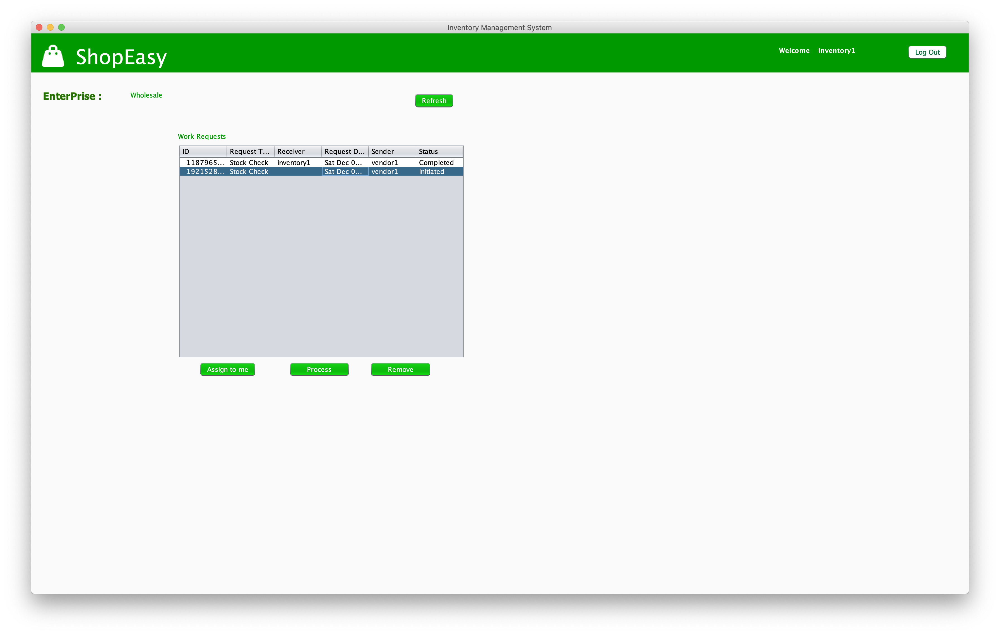 Inventory Management System
ShopEasy
Welcome inventory1
Log Out
EnterPrise :
Wholesale
Refresh
Work Requests
ID Request T... Receiver Request D... Sender Status
1187965... Stock Check inventory1 Sat Dec 0... vendor1 Completed
1921528... Stock Check Sat Dec 0... vendor1 Initiated
Assign to me Process Remove